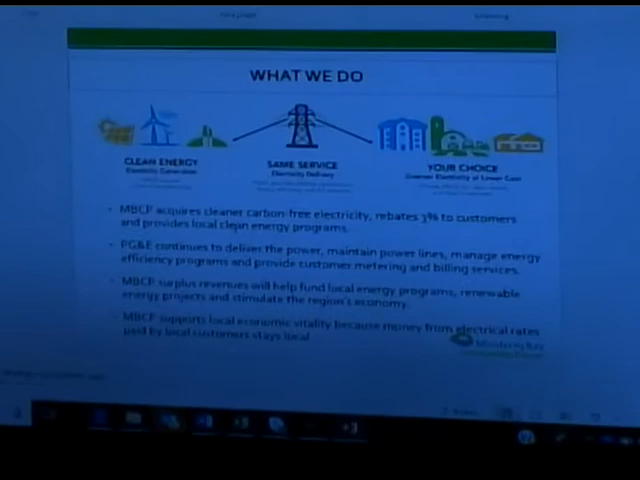 WHAT WE DO
CLEAN ENERGY
Electricity Generation
SAME SERVICE
Electricity Delivery
YOUR CHOICE
Greener Electricity at Lower Cost
MBCP acquires cleaner carbon-free electricity, rebates 3% to customers
and provides local clean energy programs.
PG&E continues to deliver the power, maintain power lines, manage energy
efficiency programs and provide customer metering and billing services.
MBCP surplus revenues will help fund local energy programs, renewable
energy projects and stimulate the region's economy.
MBCP supports local economic vitality because money from electrical rates
paid by local customers stays local
Monterey Bay